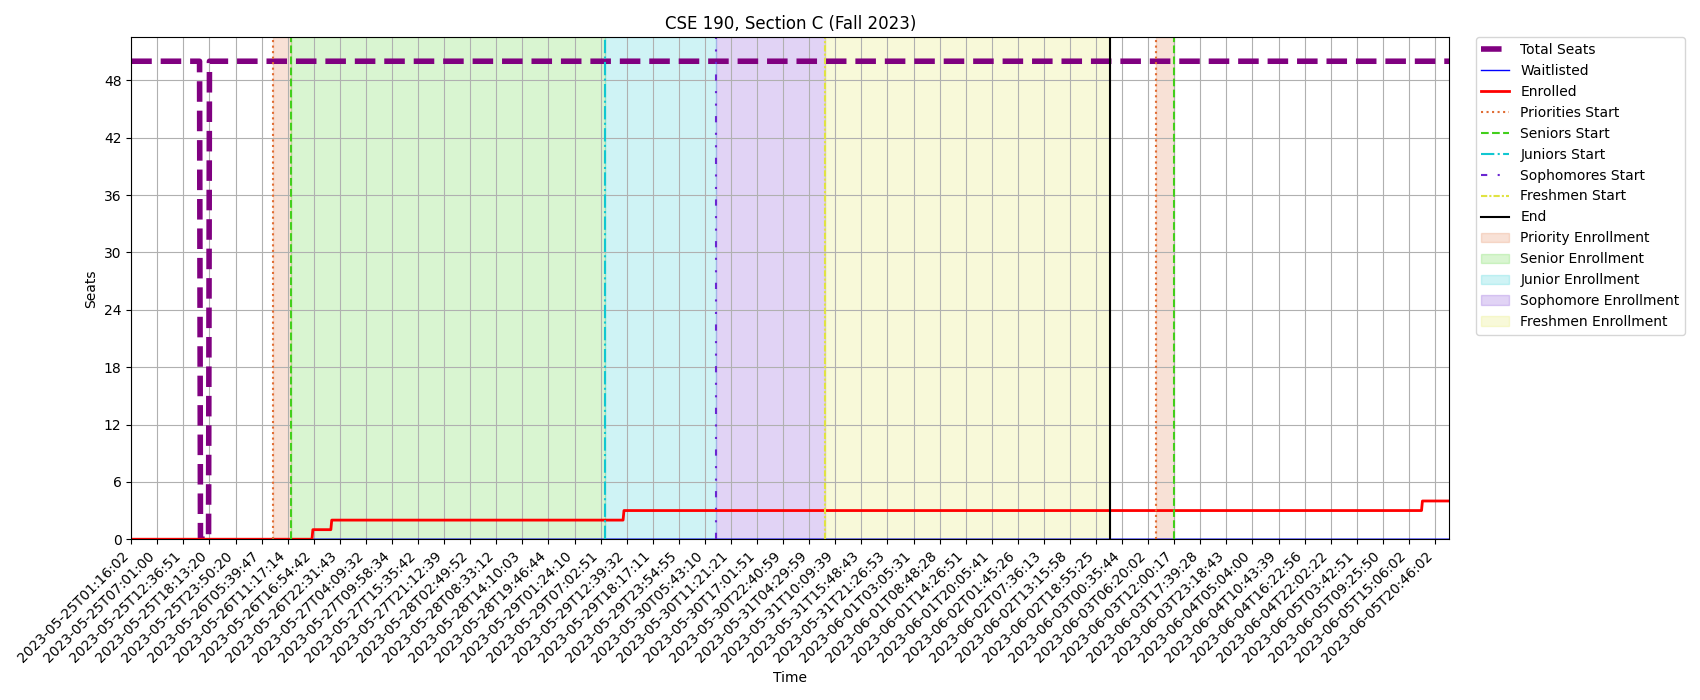 CSE 190, Section C (Fall 2023)
Seats
48
42
36
30
24
18
12
6
0
2023-05-25T01:16:02
2023-05-25T07:01:00
2023-05-25T12:36:51
2023-05-25T18:13:20
2023-05-25T23:50:20
2023-05-26T05:39:47
2023-05-26T11:17:14
2023-05-26T16:54:42
2023-05-26T22:31:43
2023-05-27T04:09:32
2023-05-27T09:58:34
2023-05-27T15:35:42
2023-05-27T21:12:39
2023-05-28T02:49:52
2023-05-28T08:33:12
2023-05-28T14:10:03
2023-05-28T19:46:44
2023-05-29T01:24:10
2023-05-29T07:02:51
2023-05-29T12:39:32
2023-05-29T18:17:11
2023-05-29T23:54:55
2023-05-30T05:43:10
2023-05-30T11:21:21
2023-05-30T17:01:51
2023-05-30T22:40:59
2023-05-31T04:29:59
2023-05-31T10:09:39
2023-05-31T15:48:43
2023-05-31T21:26:53
2023-06-01T03:05:31
2023-06-01T08:48:28
2023-06-01T14:26:51
2023-06-01T20:05:41
2023-06-02T01:45:26
2023-06-02T07:36:13
2023-06-02T13:15:58
2023-06-02T18:55:25
2023-06-03T00:35:44
2023-06-03T06:20:02
2023-06-03T12:00:17
2023-06-03T17:39:28
2023-06-03T23:18:43
2023-06-04T05:04:00
2023-06-04T10:43:39
2023-06-04T16:22:56
2023-06-04T22:02:22
2023-06-05T03:42:51
2023-06-05T09:25:50
2023-06-05T15:06:02
2023-06-05T20:46:02
Time
Total Seats
Waitlisted
Enrolled
Priorities Start
Seniors Start
Juniors Start
Sophomores Start
Freshmen Start
End
Priority Enrollment
Senior Enrollment
Junior Enrollment
Sophomore Enrollment
Freshmen Enrollment